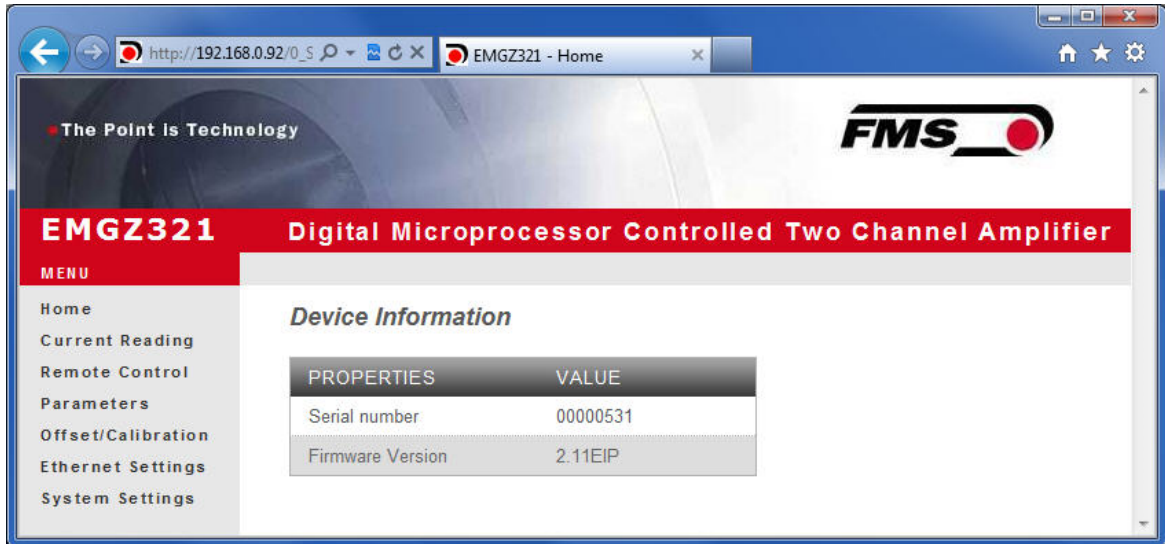 http://192.168.0.92/0_S
EMGZ321 - Home
The Point is Technology
FMS
EMGZ321
Digital Microprocessor Controlled Two Channel Amplifier
MENU
Home
Current Reading
Remote Control
Parameters
Offset/Calibration
Ethernet Settings
System Settings
Device Information
PROPERTIES VALUE
Serial number 00000531
Firmware Version 2.11EIP